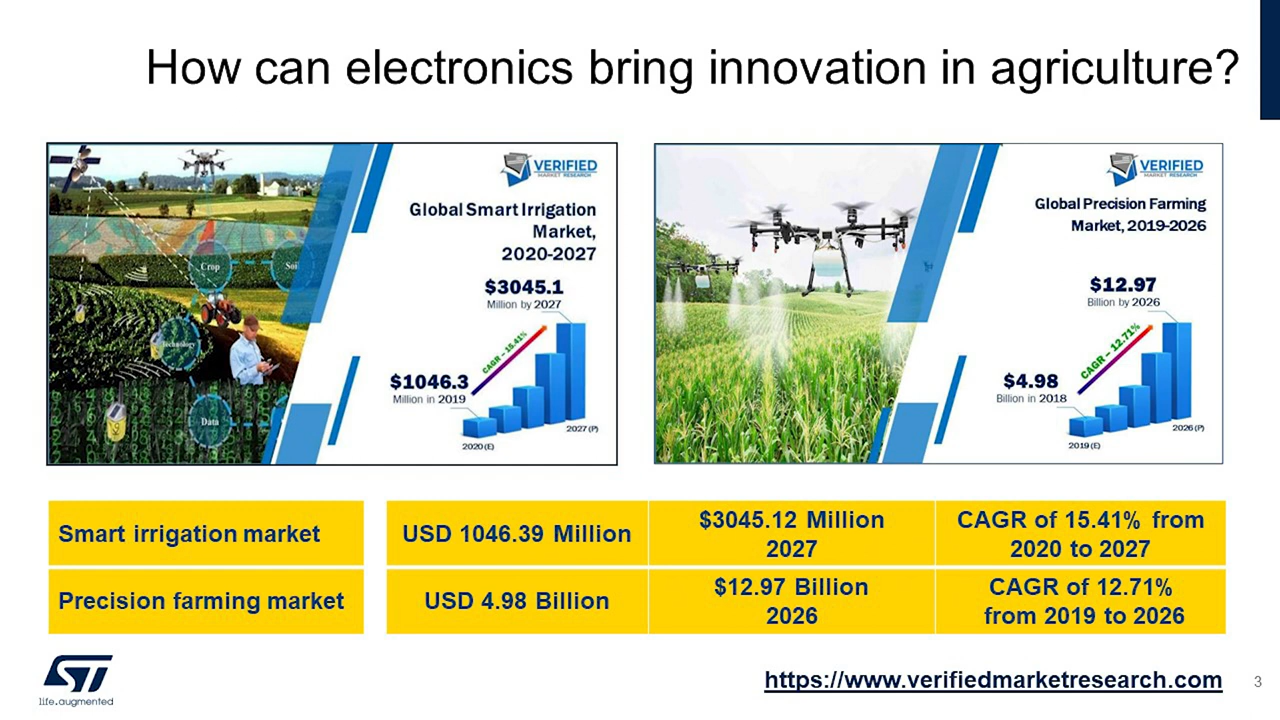 How can electronics bring innovation in agriculture?
VERIFIED
MARKET RESEARCH
Global Smart Irrigation
Market,
2020-2027
$3045.1
Million by 2027
CAGR – 15.41%
$1046.3
Million in 2019
2020 (E)
2027 (P)
Crop
Soil
Technology
Data
VERIFIED
MARKET RESEARCH
Global Precision Farming
Market, 2019-2026
$12.97
Billion by 2026
CAGR – 12.71%
$4.98
Billion in 2018
2019 (E)
2026 (P)
Smart irrigation market
USD 1046.39 Million
$3045.12 Million
2027
CAGR of 15.41% from
2020 to 2027
Precision farming market
USD 4.98 Billion
$12.97 Billion
2026
CAGR of 12.71%
from 2019 to 2026
ST
life.augmented
https://www.verifiedmarketresearch.com
3